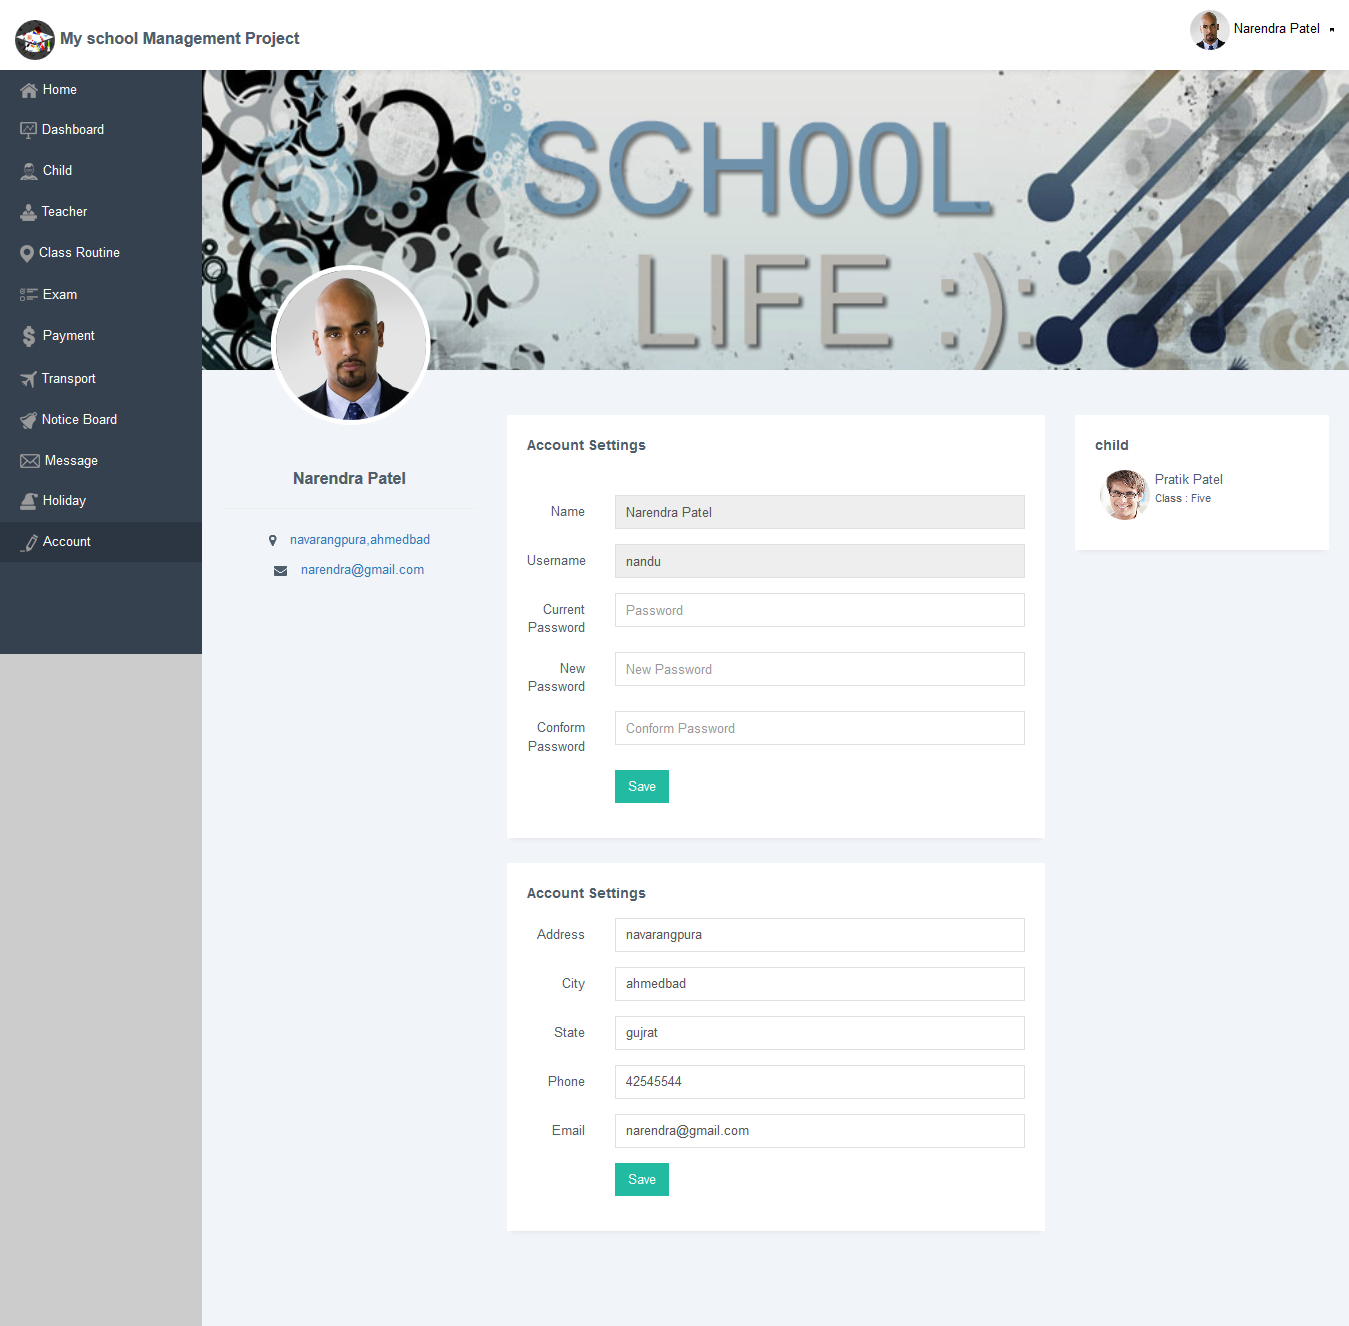 My school Management Project
Narendra Patel
Home
Dashboard
Child
Teacher
Class Routine
Exam
Payment
Transport
Notice Board
Message
Holiday
Account
SCH00L
LIFE :):
Narendra Patel
navarangpura,ahmedbad
narendra@gmail.com
Account Settings
Name Narendra Patel
Username nandu
Current Password Password
New Password New Password
Conform Password Conform Password
Save
Account Settings
Address navarangpura
City ahmedbad
State gujrat
Phone 42545544
Email narendra@gmail.com
Save
child
Pratik Patel
Class : Five